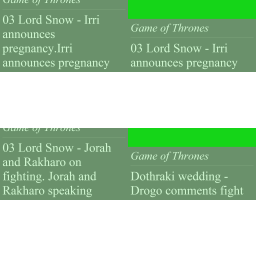 Game of Thrones
03 Lord Snow - Irri
announces
pregnancy.Irri
announces pregnancy
Game of Thrones
03 Lord Snow - Irri
announces pregnancy
Game of Thrones
03 Lord Snow - Jorah
and Rakharo on
fighting. Jorah and
Rakharo speaking
Game of Thrones
Dothraki wedding -
Drogo comments fight